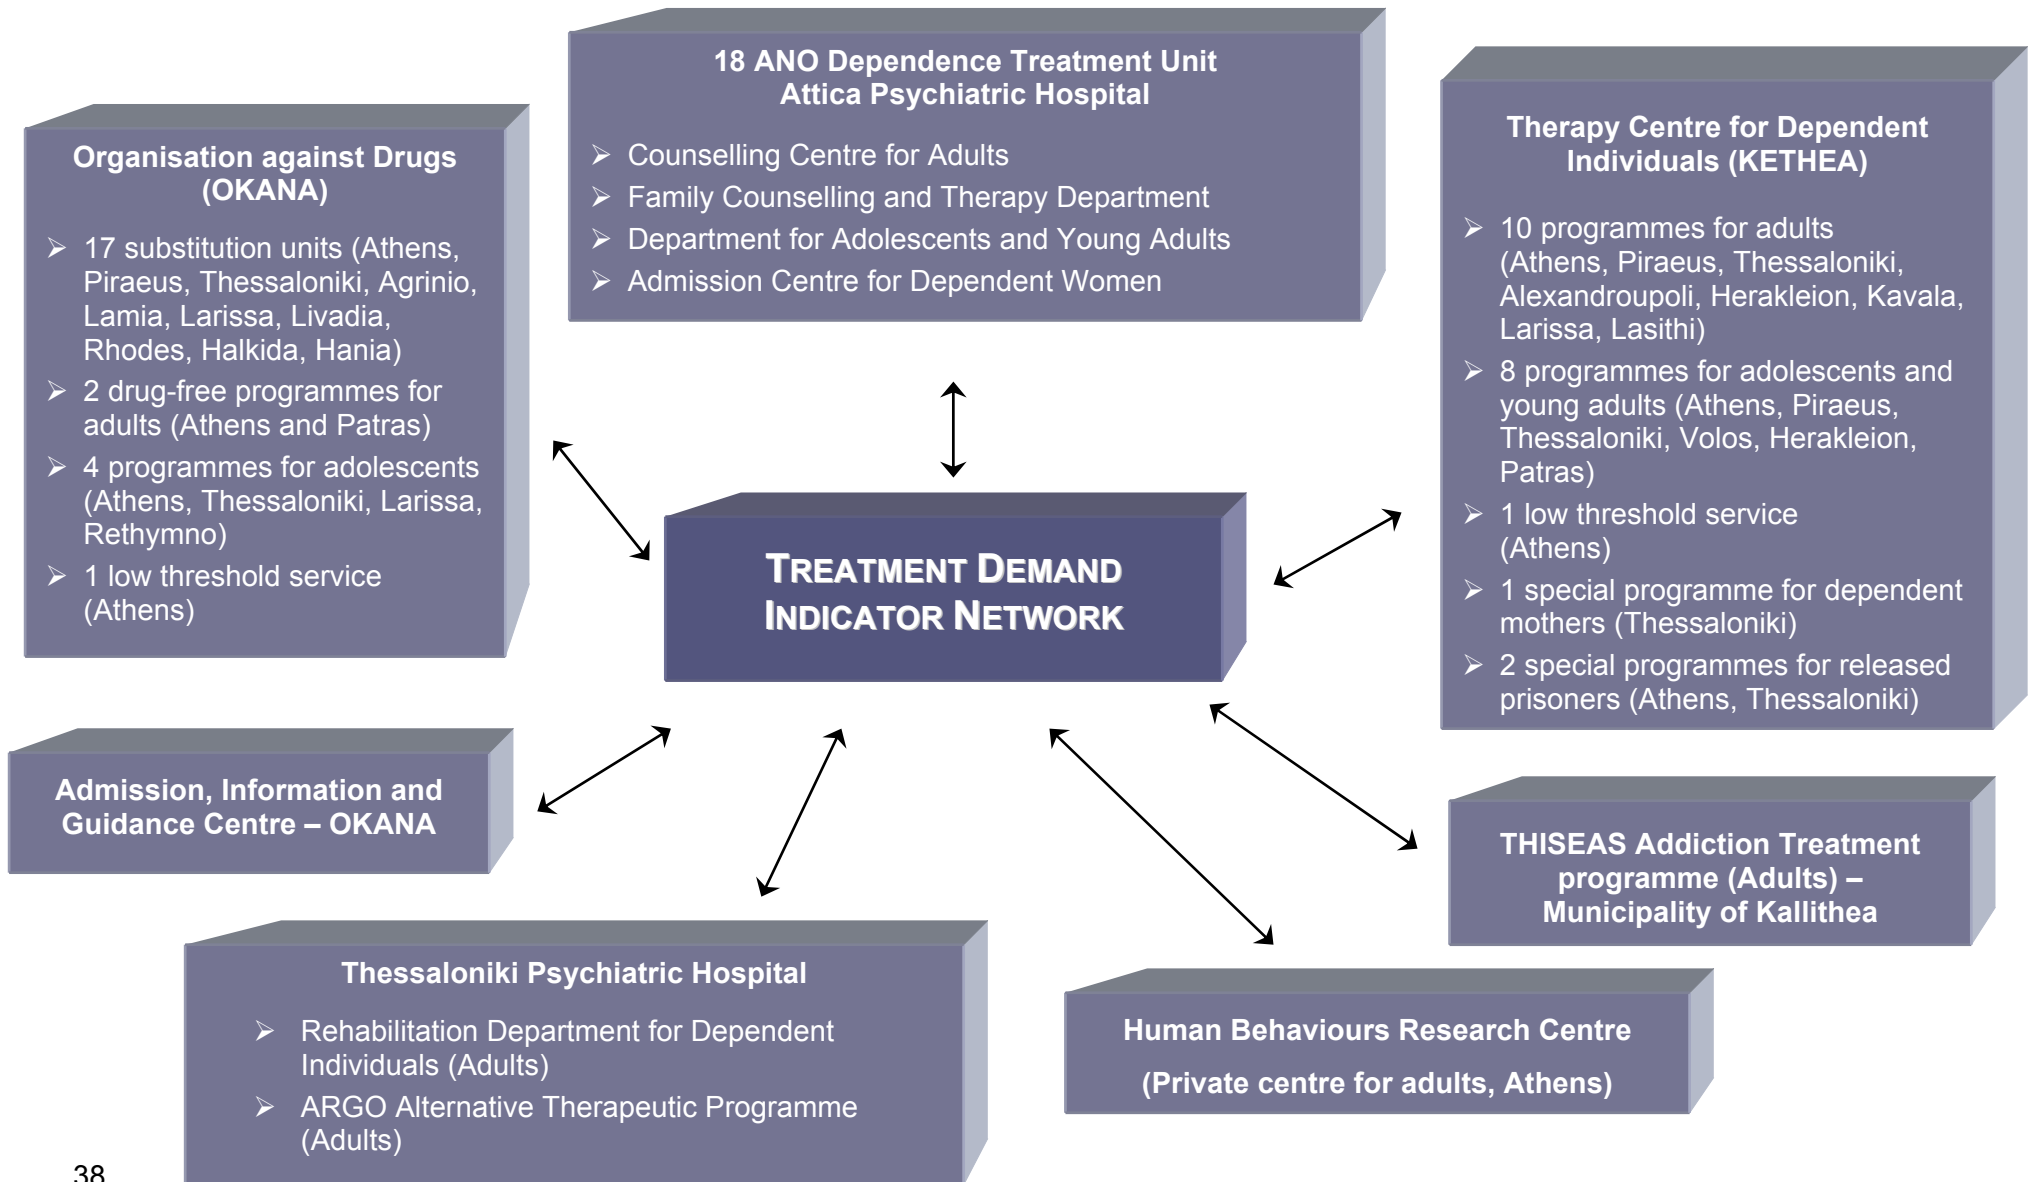 18 ANO Dependence Treatment Unit
Attica Psychiatric Hospital
➢ Counselling Centre for Adults
➢ Family Counselling and Therapy Department
➢ Department for Adolescents and Young Adults
➢ Admission Centre for Dependent Women
Organisation against Drugs
(OKANA)
➢ 17 substitution units (Athens,
Piraeus, Thessaloniki, Agrinio,
Lamia, Larissa, Livadia,
Rhodes, Halkida, Hania)
➢ 2 drug-free programmes for
adults (Athens and Patras)
➢ 4 programmes for adolescents
(Athens, Thessaloniki, Larissa,
Rethymno)
➢ 1 low threshold service
(Athens)
Therapy Centre for Dependent
Individuals (KETHEA)
➢ 10 programmes for adults
(Athens, Piraeus, Thessaloniki,
Alexandroupoli, Herakleion, Kavala,
Larissa, Lasithi)
➢ 8 programmes for adolescents and
young adults (Athens, Piraeus,
Thessaloniki, Volos, Herakleion,
Patras)
➢ 1 low threshold service
(Athens)
➢ 1 special programme for dependent
mothers (Thessaloniki)
➢ 2 special programmes for released
prisoners (Athens, Thessaloniki)
TREATMENT DEMAND
INDICATOR NETWORK
Admission, Information and
Guidance Centre – OKANA
THISEAS Addiction Treatment
programme (Adults) –
Municipality of Kallithea
Thessaloniki Psychiatric Hospital
➢ Rehabilitation Department for Dependent
Individuals (Adults)
➢ ARGO Alternative Therapeutic Programme
(Adults)
Human Behaviours Research Centre
(Private centre for adults, Athens)
38